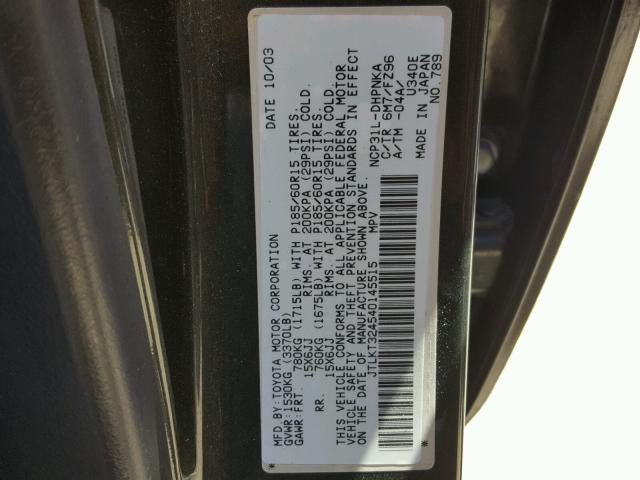 MFD.BY:TOYOTA MOTOR CORPORATION DATE 10/03
GVWR:1530KG (3370LB)
GAWR:FRT. 780KG (1715LB) WITH P185/60R15 TIRES.
15X6JJ RIMS. AT 200KPA (29PSI) COLD.
RR. 760KG (1675LB) WITH P185/60R15 TIRES.
15X6JJ RIMS. AT 200KPA (29PSI) COLD.
THIS VEHICLE CONFORMS TO ALL APPLICABLE FEDERAL MOTOR
VEHICLE SAFETY AND THEFT PREVENTION STANDARDS IN EFFECT
ON THE DATE OF MANUFACTURE SHOWN ABOVE.
JTLKT324540145515 MPV NCP31L-DHPNKA
C/TR 6M7/FZ96
A/TM -04A/ U340E
MADE IN JAPAN
* NO.789 *